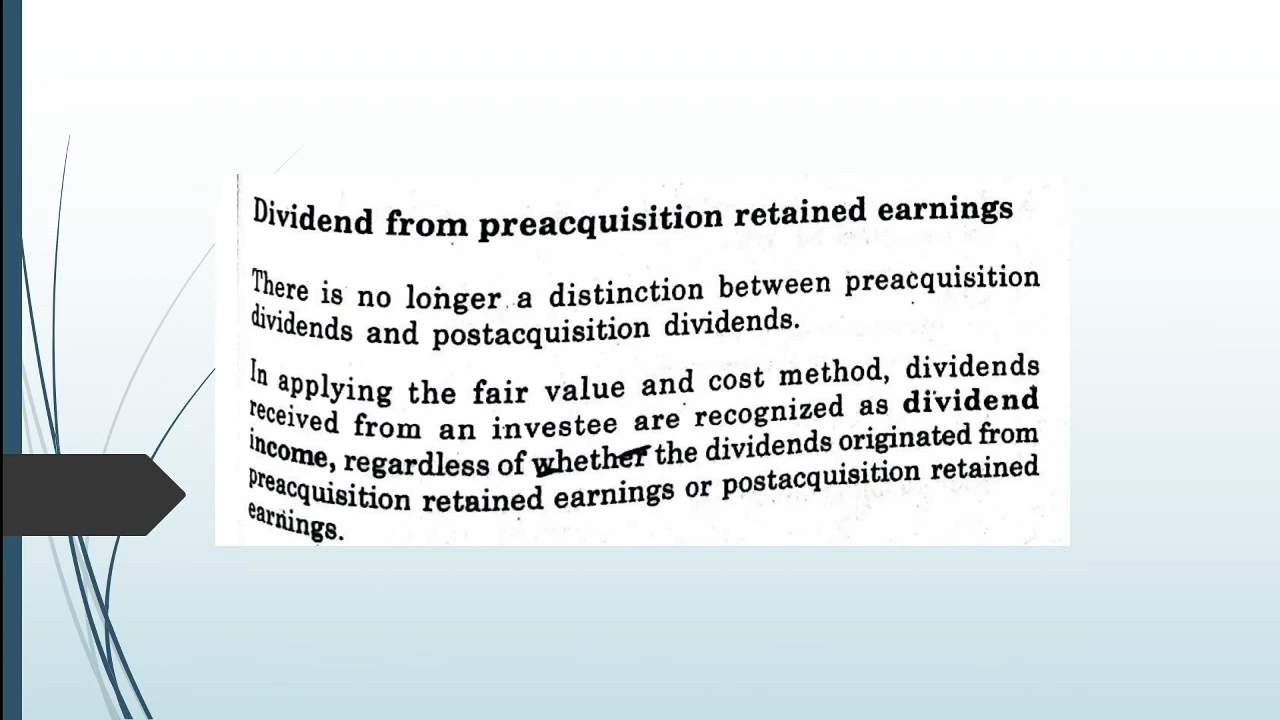 Dividend from preacquisition retained earnings
There is no longer a distinction between preacquisition
dividends and postacquisition dividends.
In applying the fair value and cost method, dividends
received from an investee are recognized as dividend
income, regardless of whether the dividends originated from
preacquisition retained earnings or postacquisition retained
earnings.